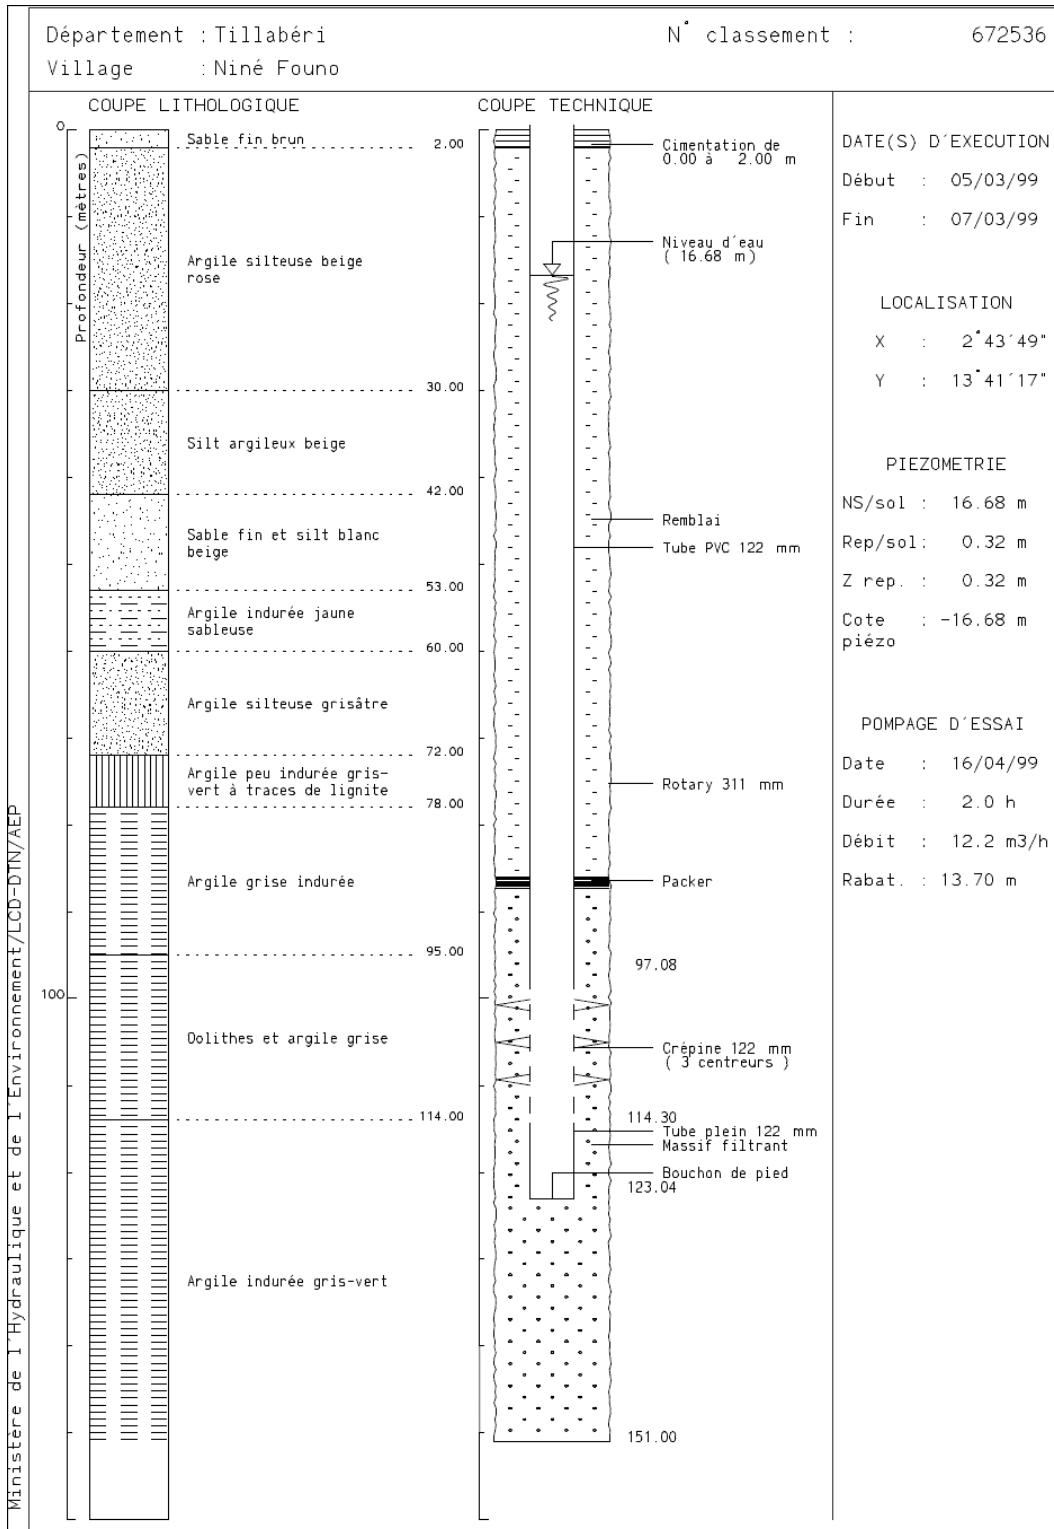 Département : Tillabéri
N° classement : 672536
Village : Niné Founo
COUPE LITHOLOGIQUE
Profondeur (mètres)
0
100
Sable fin brun
2.00
Argile silteuse beige
rose
30.00
Silt argileux beige
42.00
Sable fin et silt blanc
beige
53.00
Argile indurée jaune
sableuse
60.00
Argile silteuse grisâtre
72.00
Argile peu indurée gris-
vert à traces de lignite
78.00
Argile grise indurée
95.00
Oolithes et argile grise
114.00
Argile indurée gris-vert
COUPE TECHNIQUE
Cimentation de
0.00 à 2.00 m
Niveau d'eau
( 16.68 m)
Remblai
Tube PVC 122 mm
Rotary 311 mm
Packer
97.08
Crépine 122 mm
( 3 centreurs )
114.30
Tube plein 122 mm
Massif filtrant
Bouchon de pied
123.04
151.00
DATE(S) D'EXECUTION
Début : 05/03/99
Fin : 07/03/99
LOCALISATION
X : 2°43'49"
Y : 13°41'17"
PIEZOMETRIE
NS/sol : 16.68 m
Rep/sol: 0.32 m
Z rep. : 0.32 m
Cote : -16.68 m
piézo
POMPAGE D'ESSAI
Date : 16/04/99
Durée : 2.0 h
Débit : 12.2 m3/h
Rabat. : 13.70 m
Ministère de l'Hydraulique et de l'Environnement/LCD-DTN/AEP